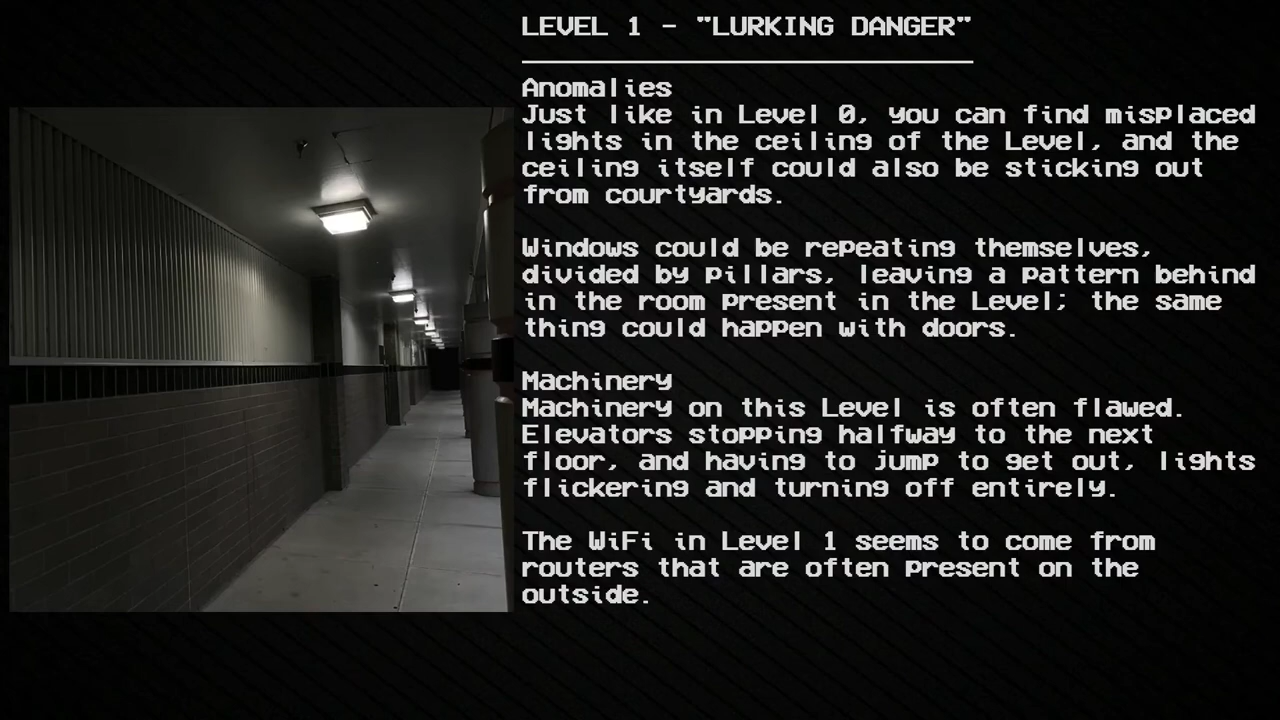 LEVEL 1 - "LURKING DANGER"
Anomalies
Just like in Level 0, you can find misplaced
lights in the ceiling of the Level, and the
ceiling itself could also be sticking out
from courtyards.
Windows could be repeating themselves,
divided by pillars, leaving a pattern behind
in the room present in the Level; the same
thing could happen with doors.
Machinery
Machinery on this Level is often flawed.
Elevators stopping halfway to the next
floor, and having to jump to get out, lights
flickering and turning off entirely.
The WiFi in Level 1 seems to come from
routers that are often present on the
outside.